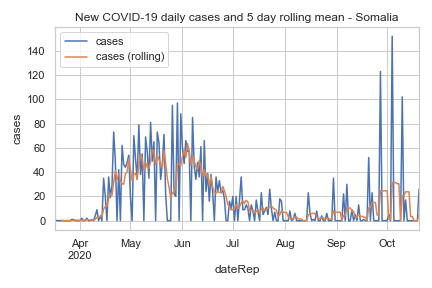 New COVID-19 daily cases and 5 day rolling mean - Somalia
cases
cases (rolling)
140
120
100
80
60
40
20
0
cases
Apr
2020
May
Jun
Jul
Aug
Sep
Oct
dateRep